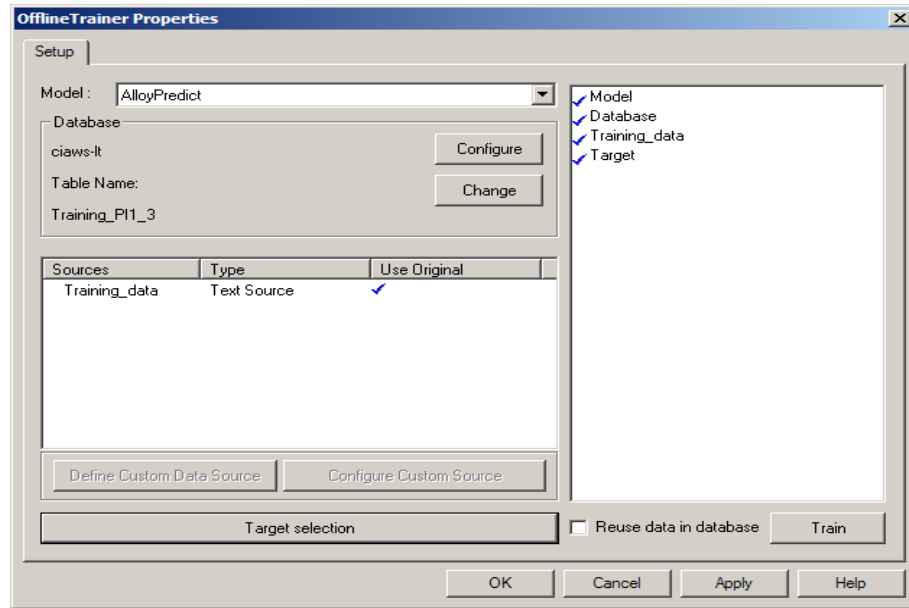 OfflineTrainer Properties
Setup
Model :
AlloyPredict
Database
ciaws-lt
Configure
Table Name:
Change
Training_PI1_3
Sources Type Use Original
Training_data Text Source
Define Custom Data Source
Configure Custom Source
Target selection
Model
Database
Training_data
Target
Reuse data in database
Train
OK
Cancel
Apply
Help